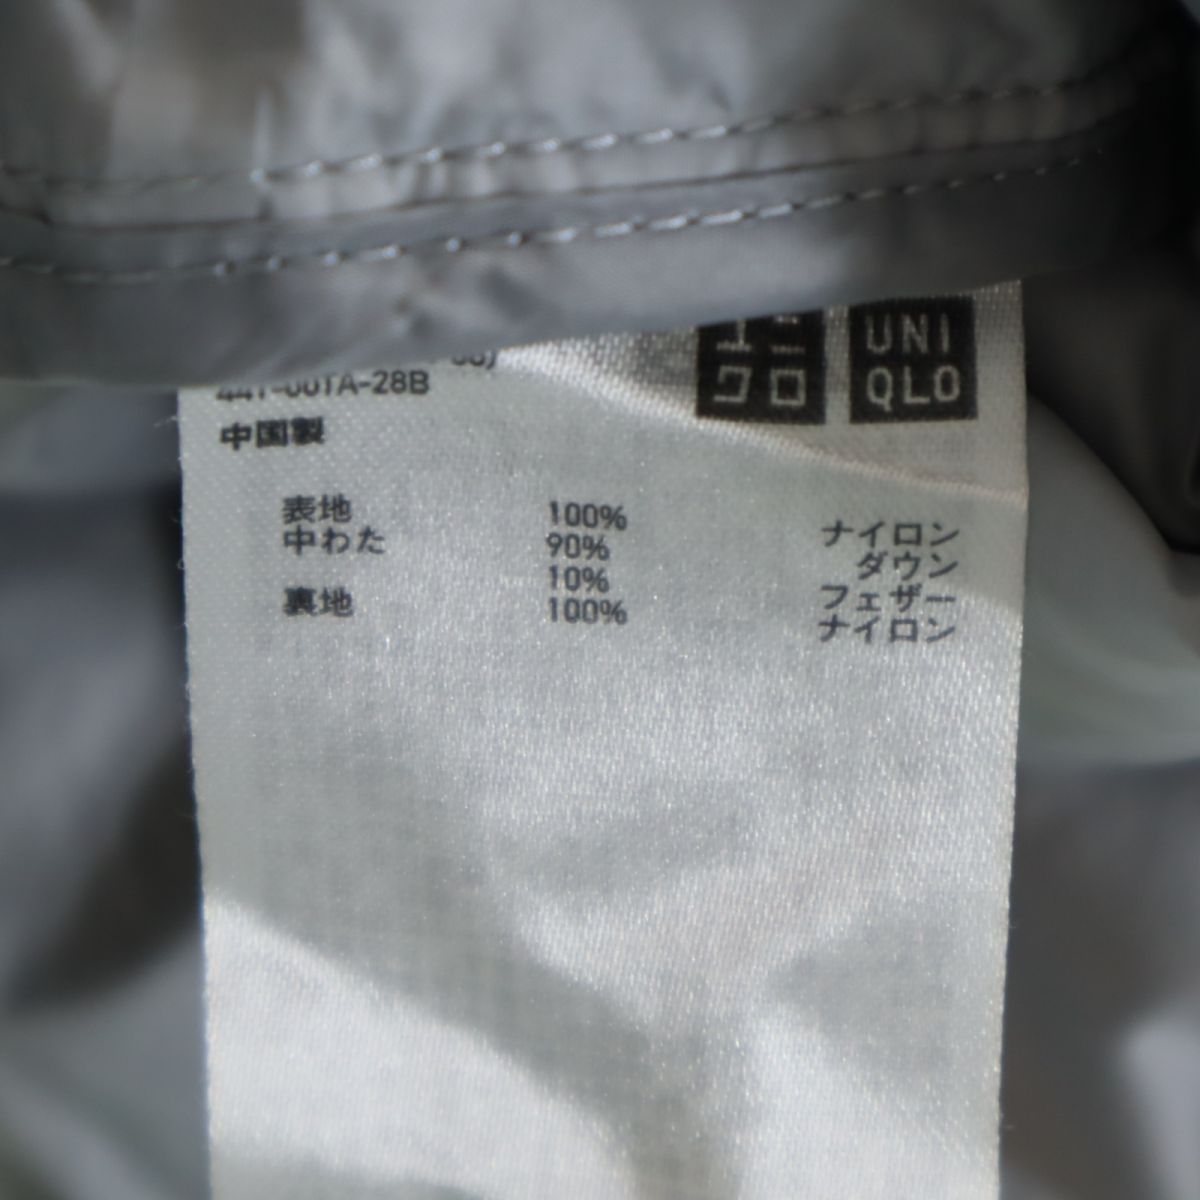 ユニ
クロ
UNI
QLO
441-001A-28B
中国製
表地 100% ナイロン
中わた 90% ダウン
10% フェザー
裏地 100% ナイロン